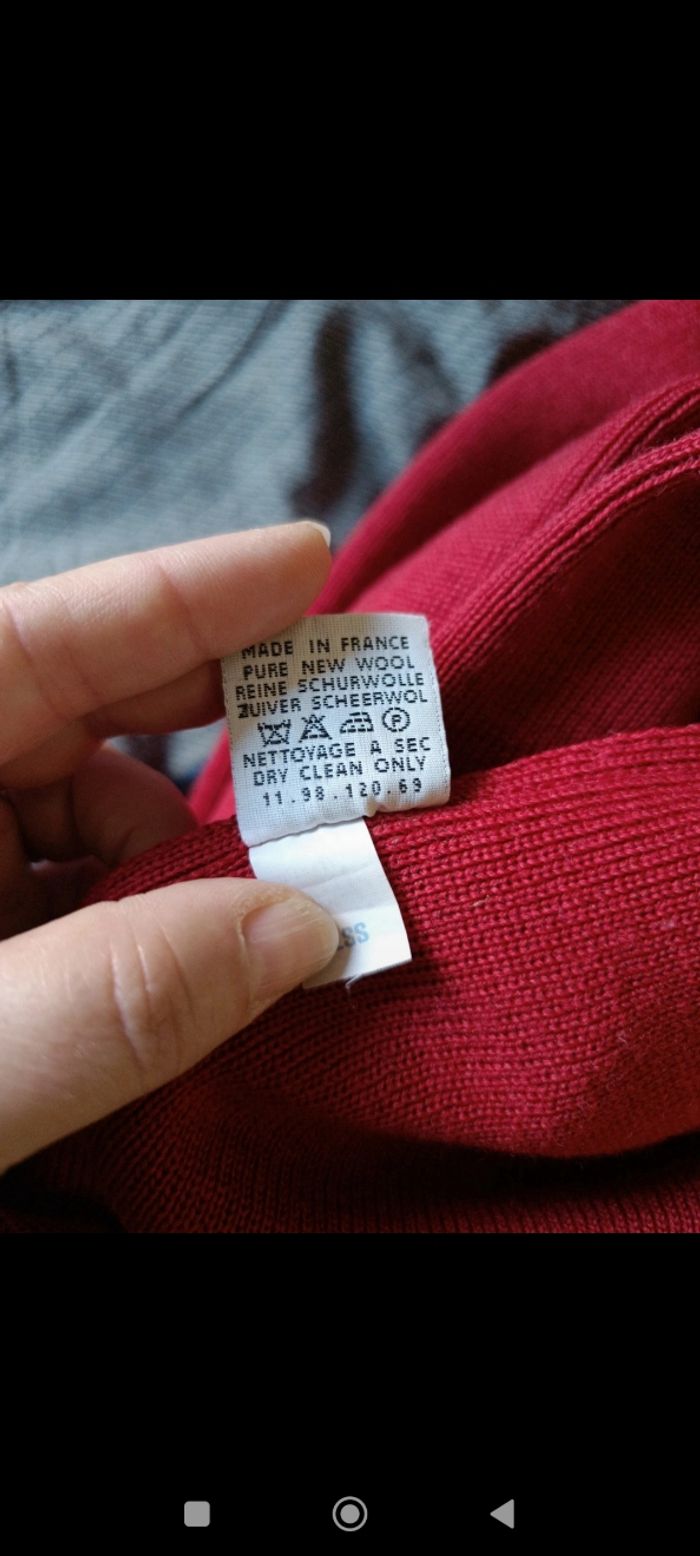 MADE IN FRANCE
PURE NEW WOOL
REINE SCHURWOLLE
ZUIVER SCHEERWOL
P
NETTOYAGE A SEC
DRY CLEAN ONLY
11.98.120.69